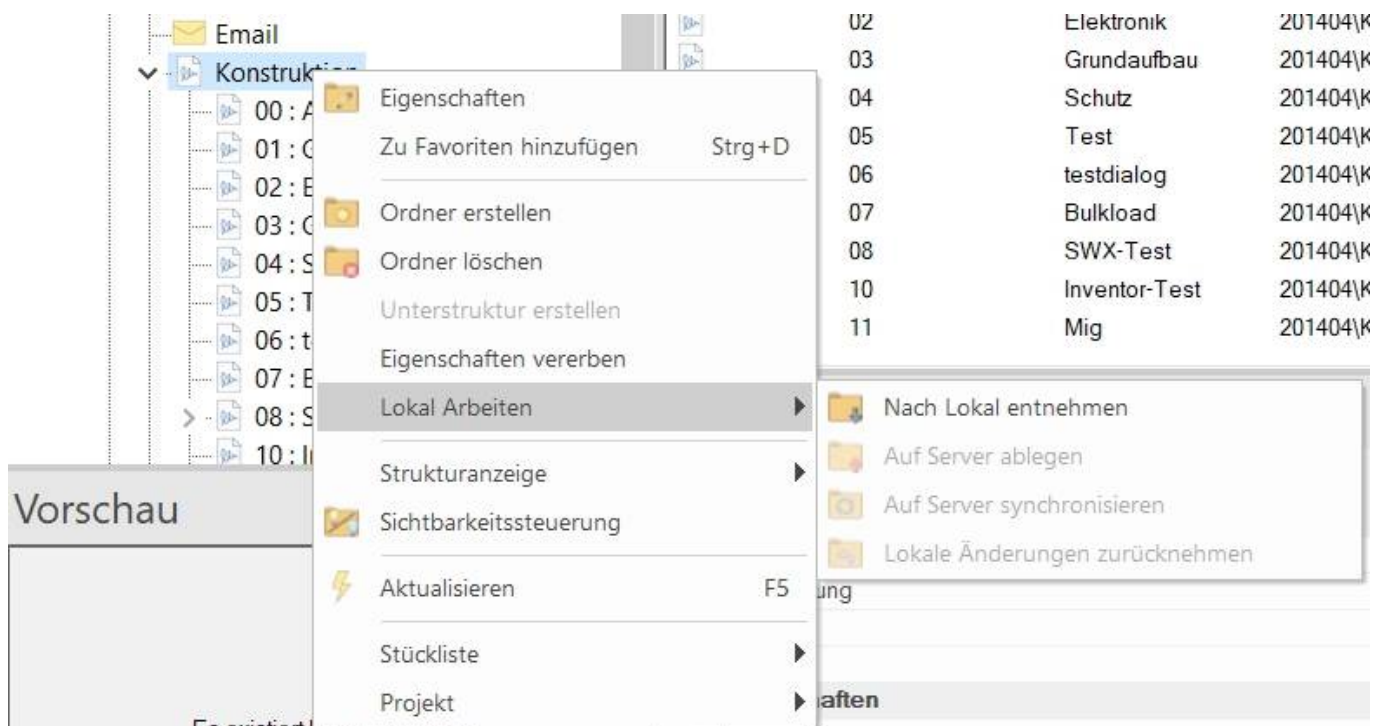 Email
Konstruktion
00 : A
01 : G
02 : E
03 : G
04 : S
05 : T
06 : t
07 : B
08 : S
10 : I
Vorschau
Eigenschaften
Zu Favoriten hinzufügen Strg+D
Ordner erstellen
Ordner löschen
Unterstruktur erstellen
Eigenschaften vererben
Lokal Arbeiten
Strukturanzeige
Sichtbarkeitssteuerung
Aktualisieren F5
Stückliste
Projekt
Nach Lokal entnehmen
Auf Server ablegen
Auf Server synchronisieren
Lokale Änderungen zurücknehmen
02 Elektronik 201404\K
03 Grundaufbau 201404\K
04 Schutz 201404\K
05 Test 201404\K
06 testdialog 201404\K
07 Bulkload 201404\K
08 SWX-Test 201404\K
10 Inventor-Test 201404\K
11 Mig 201404\K
ung
haften